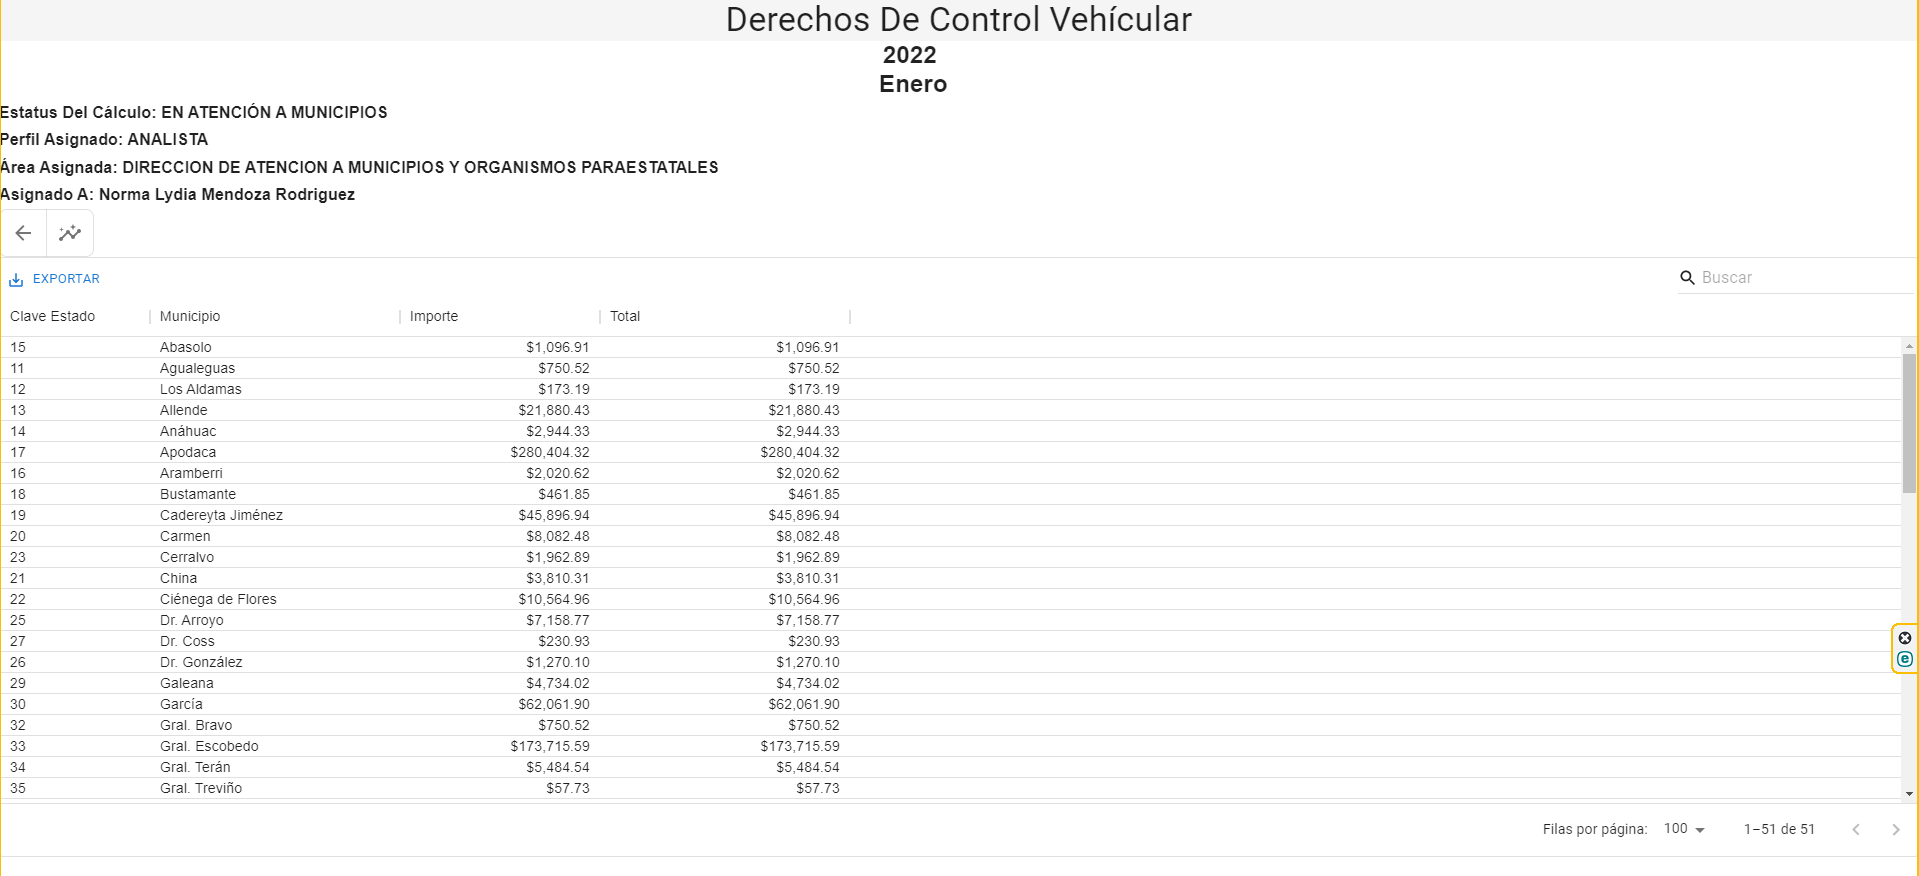 Derechos De Control Vehícular
2022
Enero
Estatus Del Cálculo: EN ATENCIÓN A MUNICIPIOS
Perfil Asignado: ANALISTA
Área Asignada: DIRECCION DE ATENCION A MUNICIPIOS Y ORGANISMOS PARAESTATALES
Asignado A: Norma Lydia Mendoza Rodriguez
EXPORTAR Buscar
Clave Estado Municipio Importe Total
15 Abasolo $1,096.91 $1,096.91
11 Agualeguas $750.52 $750.52
12 Los Aldamas $173.19 $173.19
13 Allende $21,880.43 $21,880.43
14 Anáhuac $2,944.33 $2,944.33
17 Apodaca $280,404.32 $280,404.32
16 Aramberri $2,020.62 $2,020.62
18 Bustamante $461.85 $461.85
19 Cadereyta Jiménez $45,896.94 $45,896.94
20 Carmen $8,082.48 $8,082.48
23 Cerralvo $1,962.89 $1,962.89
21 China $3,810.31 $3,810.31
22 Ciénega de Flores $10,564.96 $10,564.96
25 Dr. Arroyo $7,158.77 $7,158.77
27 Dr. Coss $230.93 $230.93
26 Dr. González $1,270.10 $1,270.10
29 Galeana $4,734.02 $4,734.02
30 García $62,061.90 $62,061.90
32 Gral. Bravo $750.52 $750.52
33 Gral. Escobedo $173,715.59 $173,715.59
34 Gral. Terán $5,484.54 $5,484.54
35 Gral. Treviño $57.73 $57.73
Filas por página: 100 1–51 de 51